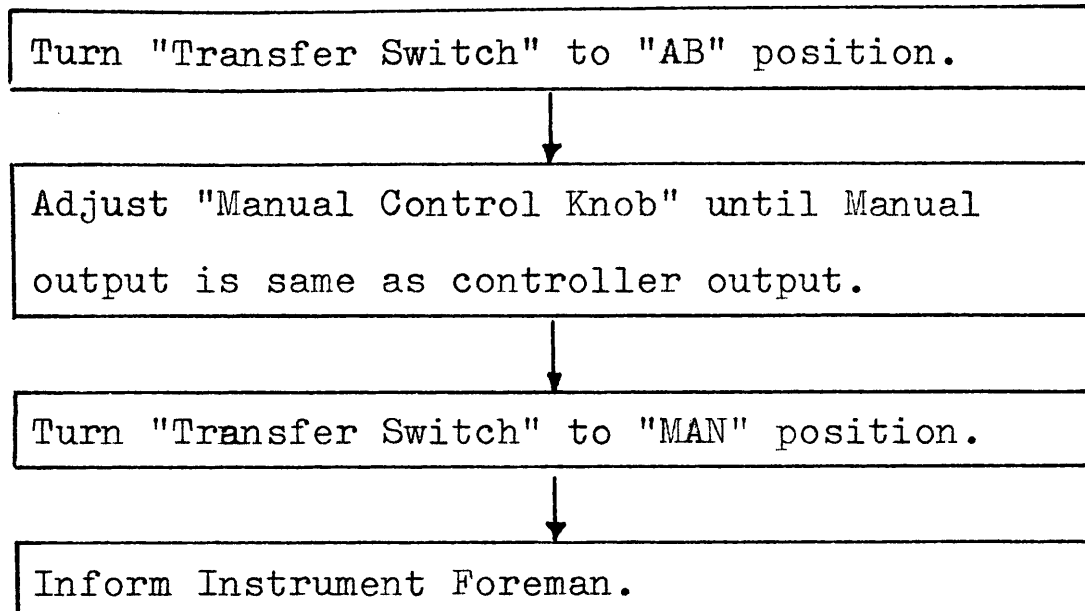 Turn "Transfer Switch" to "AB" position.
Adjust "Manual Control Knob" until Manual
output is same as controller output.
Turn "Transfer Switch" to "MAN" position.
Inform Instrument Foreman.